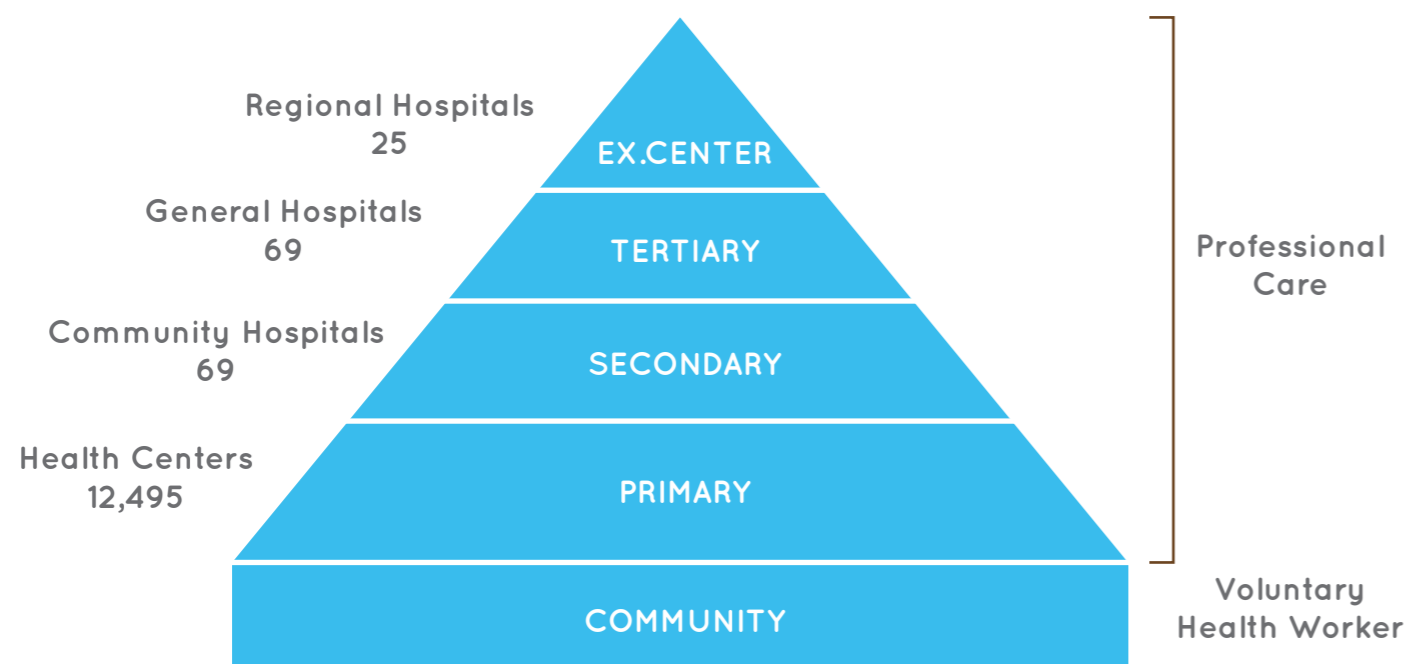 Regional Hospitals
25
EX.CENTER
General Hospitals
69
TERTIARY
Professional
Care
Community Hospitals
69
SECONDARY
Health Centers
12,495
PRIMARY
Voluntary
Health Worker
COMMUNITY